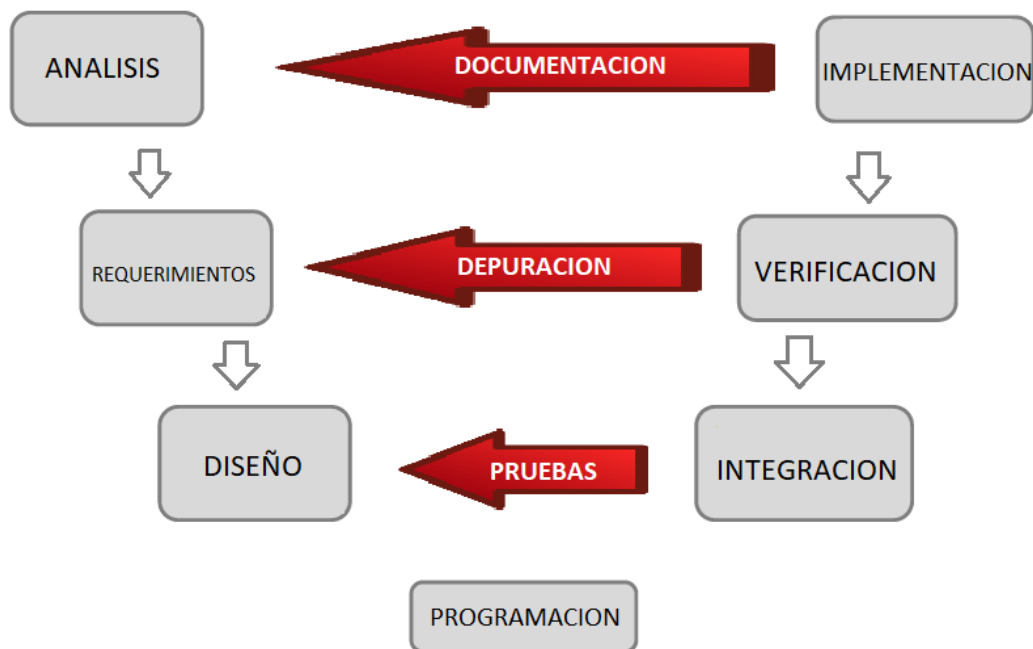 ANALISIS
DOCUMENTACION
IMPLEMENTACION
REQUERIMIENTOS
DEPURACION
VERIFICACION
DISEÑO
PRUEBAS
INTEGRACION
PROGRAMACION